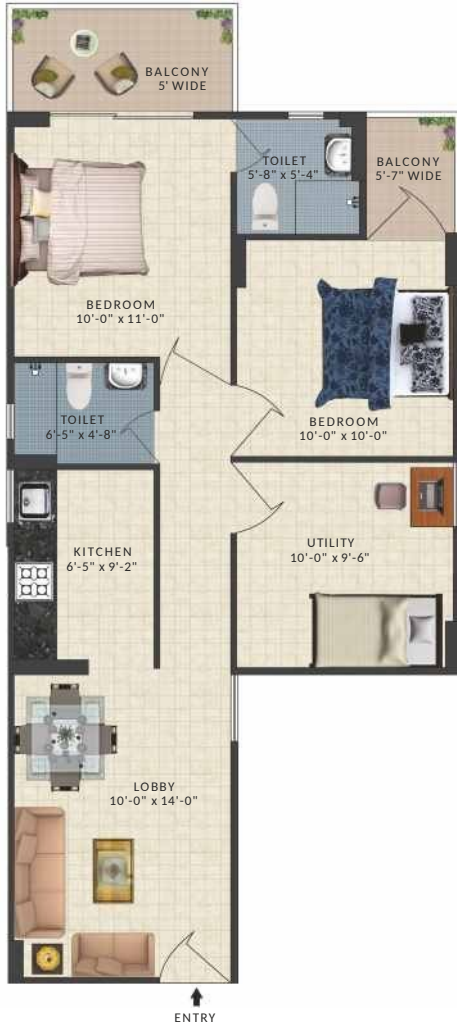 BALCONY
5' WIDE
TOILET
5'-8" x 5'-4"
BALCONY
5'-7" WIDE
BEDROOM
10'-0" x 11'-0"
TOILET
6'-5" x 4'-8"
BEDROOM
10'-0" x 10'-0"
KITCHEN
6'-5" x 9'-2"
UTILITY
10'-0" x 9'-6"
LOBBY
10'-0" x 14'-0"
ENTRY